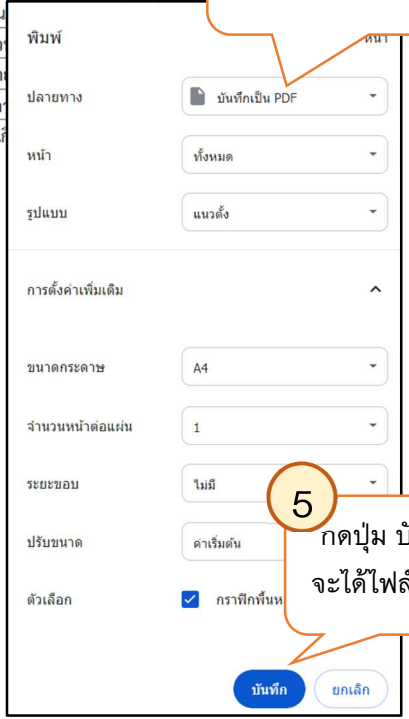 พิมพ์
ปลายทาง บันทึกเป็น PDF
หน้า ทั้งหมด
รูปแบบ แนวตั้ง
การตั้งค่าเพิ่มเติม
ขนาดกระดาษ A4
จำนวนหน้าต่อแผ่น 1
ระยะขอบ ไม่มี
5
กดปุ่ม
ปรับขนาด ค่าเริ่มต้น
จะได้ไฟล์
ตัวเลือก กราฟิก
บันทึก ยกเลิก